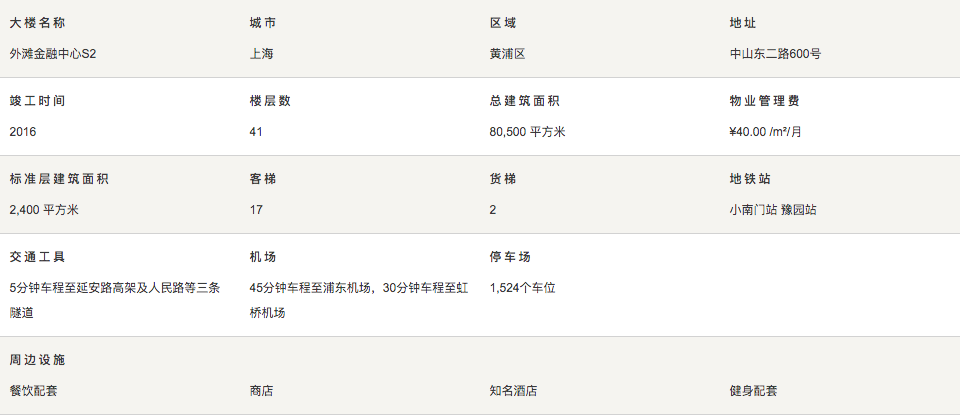 大楼名称 城市 区域 地址
外滩金融中心S2 上海 黄浦区 中山东二路600号
竣工时间 楼层数 总建筑面积 物业管理费
2016 41 80,500 平方米 ¥40.00 /m²/月
标准层建筑面积 客梯 货梯 地铁站
2,400 平方米 17 2 小南门站 豫园站
交通工具 机场 停车场
5分钟车程至延安路高架及人民路等三条 45分钟车程至浦东机场，30分钟车程至虹 1,524个车位
隧道 桥机场
周边设施
餐饮配套 商店 知名酒店 健身配套